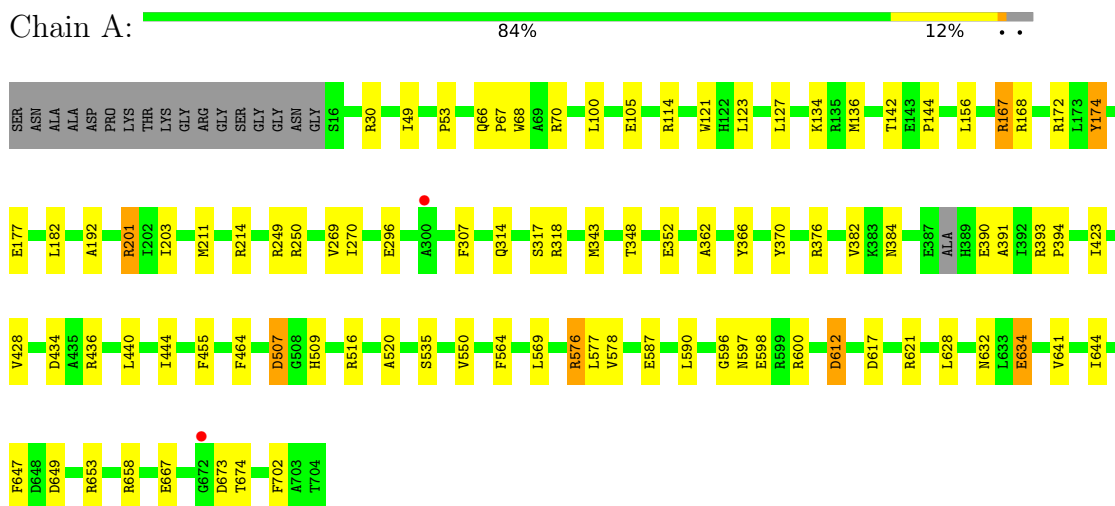 Chain A:
84% 12% • •
SER ASN ALA ALA ASP PRO LYS THR LYS GLY ARG GLY SER GLY GLY ASN GLY S16 R30 I49 P53 Q66 P67 W68 A69 R70 L100 E105 R114 W121 H122 L123 L127 K134 R135 M136 T142 E143 P144 L156 R167 R168 R172 L173 Y174
E177 L182 A192 R201 I202 I203 M211 R214 R249 R250 V269 I270 E296 A300 F307 Q314 S317 R318 M343 T348 E352 A362 Y366 Y370 R376 V382 K383 N384 E387 ALA H389 E390 A391 I392 R393 P394 I423
V428 D434 A435 R436 L440 I444 F455 F464 D507 G508 H509 R516 A520 S535 V550 F564 L569 R576 L577 V578 E587 L590 G596 N597 E598 R599 R600 D612 D617 R621 L628 N632 L633 E634 V641 I644
F647 D648 D649 R653 R658 E667 G672 D673 T674 F702 A703 T704